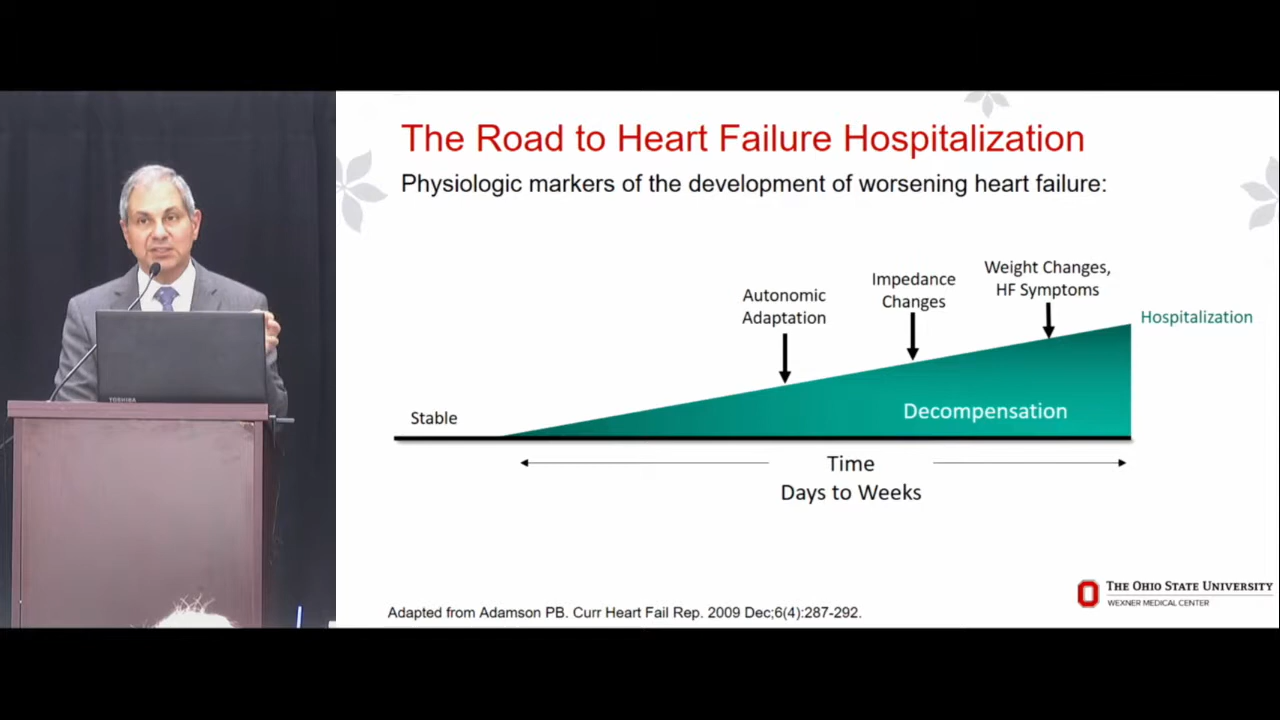 The Road to Heart Failure Hospitalization
Physiologic markers of the development of worsening heart failure:
Weight Changes,
HF Symptoms
Impedance
Changes
Autonomic
Adaptation
Hospitalization
Stable
Decompensation
Time
Days to Weeks
TOSHIBA
THE OHIO STATE UNIVERSITY
WEXNER MEDICAL CENTER
Adapted from Adamson PB. Curr Heart Fail Rep. 2009 Dec;6(4):287-292.